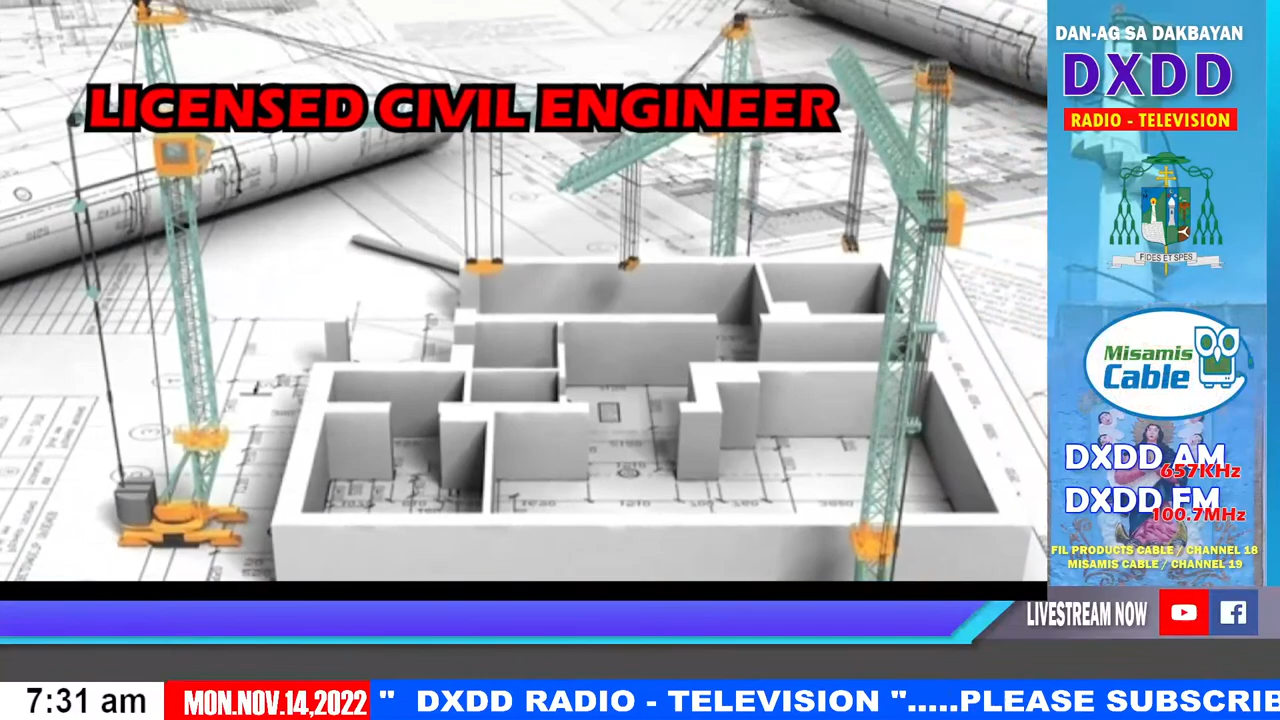 LICENSED CIVIL ENGINEER
DAN-AG SA DAKBAYAN
DXDD
RADIO - TELEVISION
FIDES ET SPES
Misamis
Cable
DXDD AM
657KHz
DXDD FM
100.7MHz
FIL PRODUCTS CABLE / CHANNEL 18
MISAMIS CABLE / CHANNEL 19
LIVESTREAM NOW
7:31 am
MON.NOV.14,2022
" DXDD RADIO - TELEVISION ".....PLEASE SUBSCRIBE